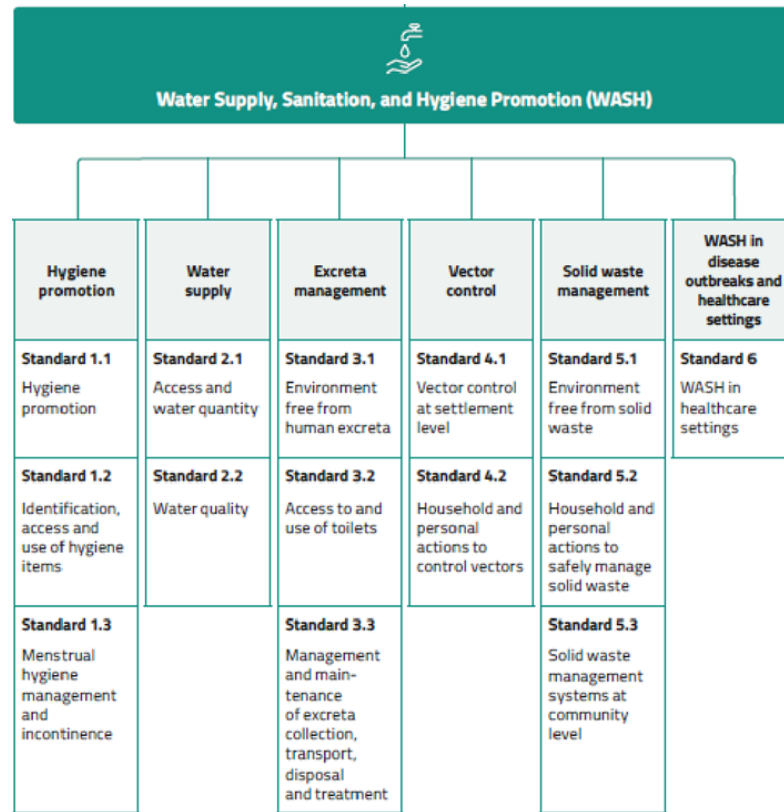 Water Supply, Sanitation, and Hygiene Promotion (WASH)
Hygiene
promotion
Water
supply
Excreta
management
Vector
control
Solid waste
management
WASH in
disease
outbreaks and
healthcare
settings
Standard 1.1
Hygiene
promotion
Standard 2.1
Access and
water quantity
Standard 3.1
Environment
free from
human excreta
Standard 4.1
Vector control
at settlement
level
Standard 5.1
Environment
free from solid
waste
Standard 6
WASH in
healthcare
settings
Standard 1.2
Identification,
access and
use of hygiene
items
Standard 2.2
Water quality
Standard 3.2
Access to and
use of toilets
Standard 4.2
Household and
personal
actions to
control vectors
Standard 5.2
Household and
personal
actions to
safely manage
solid waste
Standard 1.3
Menstrual
hygiene
management
and
incontinence
Standard 3.3
Management
and main-
tenance
of excreta
collection,
transport,
disposal
and treatment
Standard 5.3
Solid waste
management
systems at
community
level